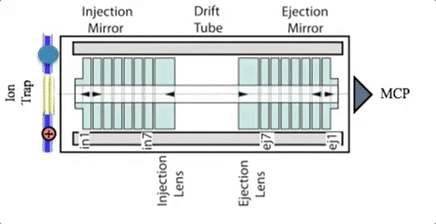 Injection
Mirror
Drift
Tube
Ejection
Mirror
Ion
Trap
MCP
in1
in7
ej7
ej1
Injection
Lens
Ejection
Lens